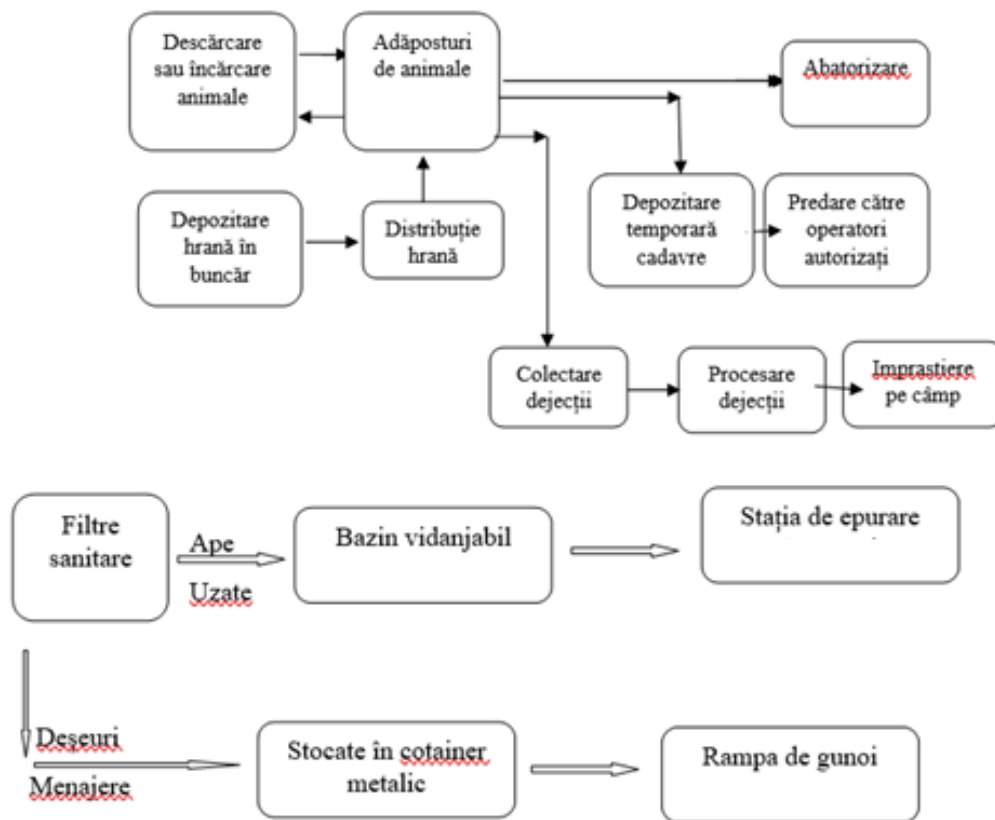 Descărcare
sau încărcare
animale
Adăposturi
de animale
Abatorizare
Depozitare
hrană în
buncăr
Distribuție
hrană
Depozitare
temporară
cadavre
Predare către
operatori
autorizați
Colectare
dejecții
Procesare
dejecții
Imprastiere
pe câmp
Filtre
sanitare
Ape
Uzate
Bazin vidanjabil
Stația de epurare
Deșeuri
Menajere
Stocate în cotainer
metalic
Rampa de gunoi